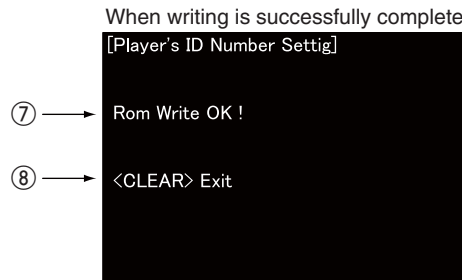 When writing is successfully complete
[Player's ID Number Settig]
⑦ Rom Write OK !
⑧ <CLEAR> Exit